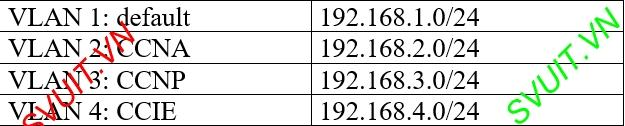 VLAN 1: default 192.168.1.0/24
VLAN 2: CCNA 192.168.2.0/24
VLAN 3: CCNP 192.168.3.0/24
VLAN 4: CCIE 192.168.4.0/24
SVUIT.VN
SVUIT.VN